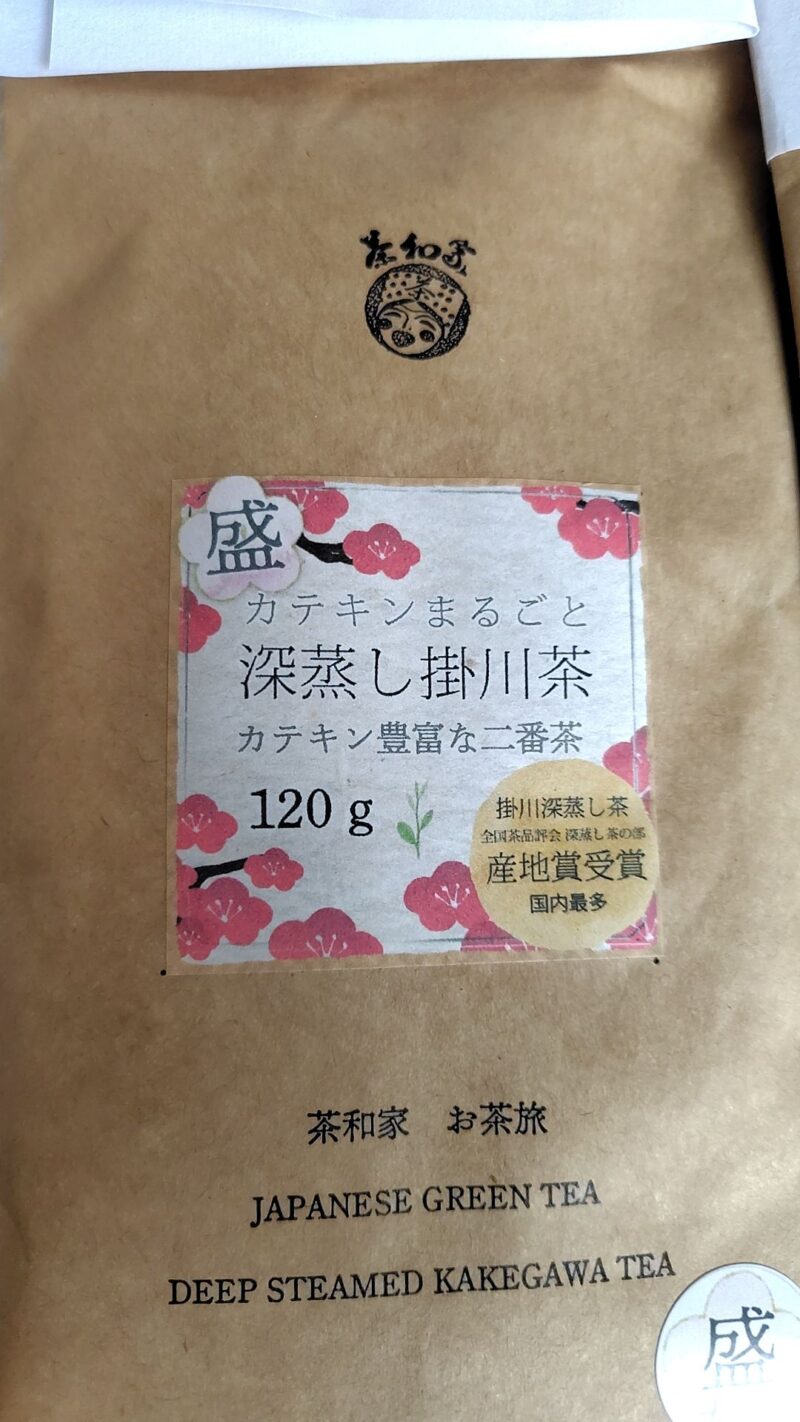 茶和家
茶
盛
カテキンまるごと
深蒸し掛川茶
カテキン豊富な二番茶
120 g
掛川深蒸し茶
全国茶品評会 深蒸し茶の部
産地賞受賞
国内最多
茶和家 お茶旅
JAPANESE GREEN TEA
DEEP STEAMED KAKEGAWA TEA
盛